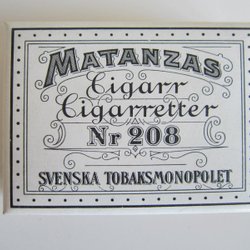 MATANZAS
Cigarr
Cigarretter
Nr 208
SVENSKA TOBAKSMONOPOLET